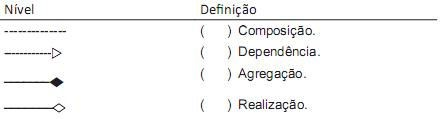 Nível Definição
( ) Composição.
( ) Dependência.
( ) Agregação.
( ) Realização.